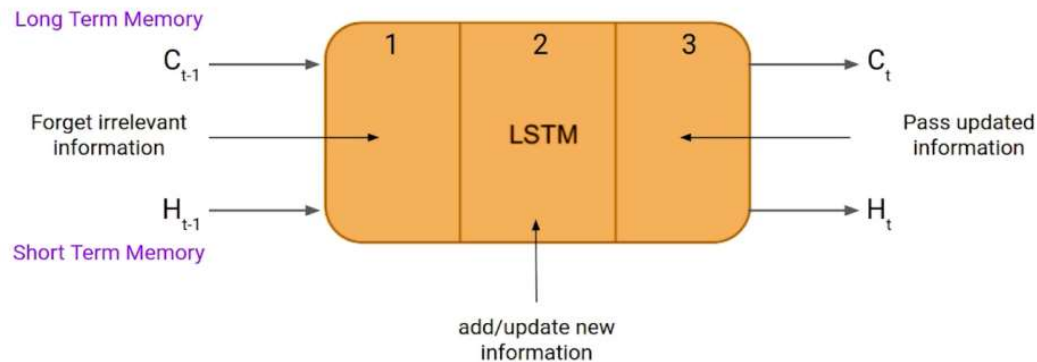 Long Term Memory
1 2 3
C t-1
C t
Forget irrelevant
information
LSTM
Pass updated
information
H t-1
H t
Short Term Memory
add/update new
information